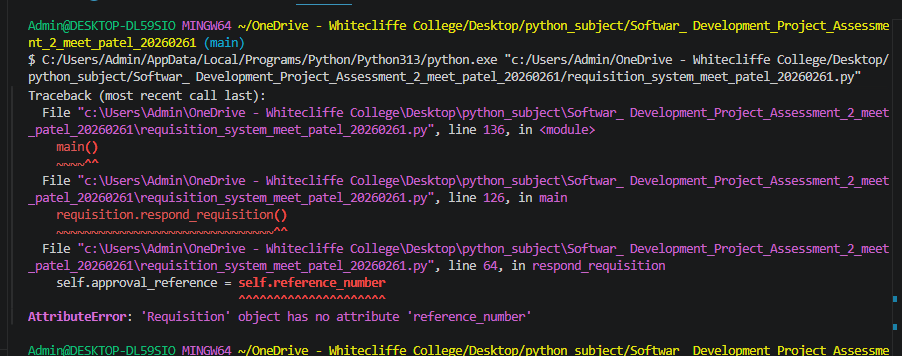 Admin@DESKTOP-DL59SIO MINGW64 ~/OneDrive - Whitecliffe College/Desktop/python_subject/Softwar_ Development_Project_Assessme
nt_2_meet_patel_20260261 (main)
$ C:/Users/Admin/AppData/Local/Programs/Python/Python313/python.exe "c:/Users/Admin/OneDrive - Whitecliffe College/Desktop/
python_subject/Softwar_ Development_Project_Assessment_2_meet_patel_20260261/requisition_system_meet_patel_20260261.py"
Traceback (most recent call last):
  File "c:\Users\Admin\OneDrive - Whitecliffe College\Desktop\python_subject\Softwar_ Development_Project_Assessment_2_meet
_patel_20260261\requisition_system_meet_patel_20260261.py", line 136, in <module>
    main()
    ~~~~^^
  File "c:\Users\Admin\OneDrive - Whitecliffe College\Desktop\python_subject\Softwar_ Development_Project_Assessment_2_meet
_patel_20260261\requisition_system_meet_patel_20260261.py", line 126, in main
    requisition.respond_requisition()
    ~~~~~~~~~~~~~~~~~~~~~~~~~~~~~~~^^
  File "c:\Users\Admin\OneDrive - Whitecliffe College\Desktop\python_subject\Softwar_ Development_Project_Assessment_2_meet
_patel_20260261\requisition_system_meet_patel_20260261.py", line 64, in respond_requisition
    self.approval_reference = self.reference_number
                              ^^^^^^^^^^^^^^^^^^^^^
AttributeError: 'Requisition' object has no attribute 'reference_number'
Admin@DESKTOP-DL59SIO MINGW64 ~/OneDrive - Whitecliffe College/Desktop/python_subject/Softwar_ Development_Project_Assessme